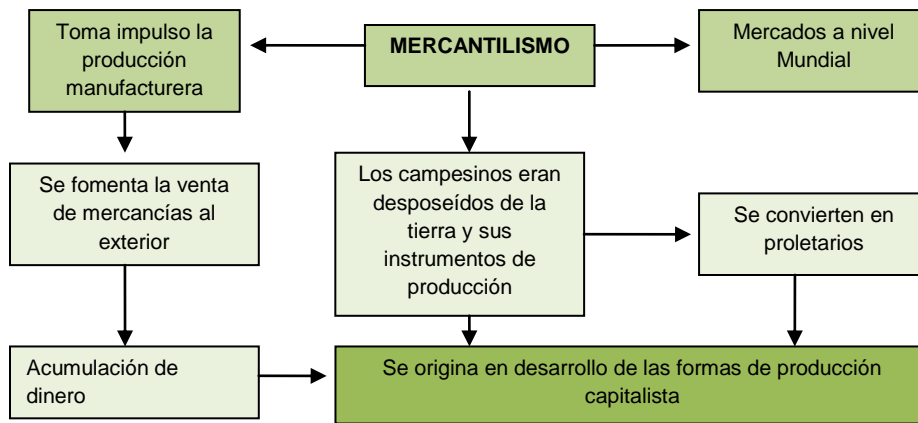 Toma impulso la
producción
manufacturera
MERCANTILISMO
Mercados a nivel
Mundial
Se fomenta la venta
de mercancías al
exterior
Los campesinos eran
desposeídos de la
tierra y sus
instrumentos de
producción
Se convierten en
proletarios
Acumulación de
dinero
Se origina en desarrollo de las formas de producción
capitalista